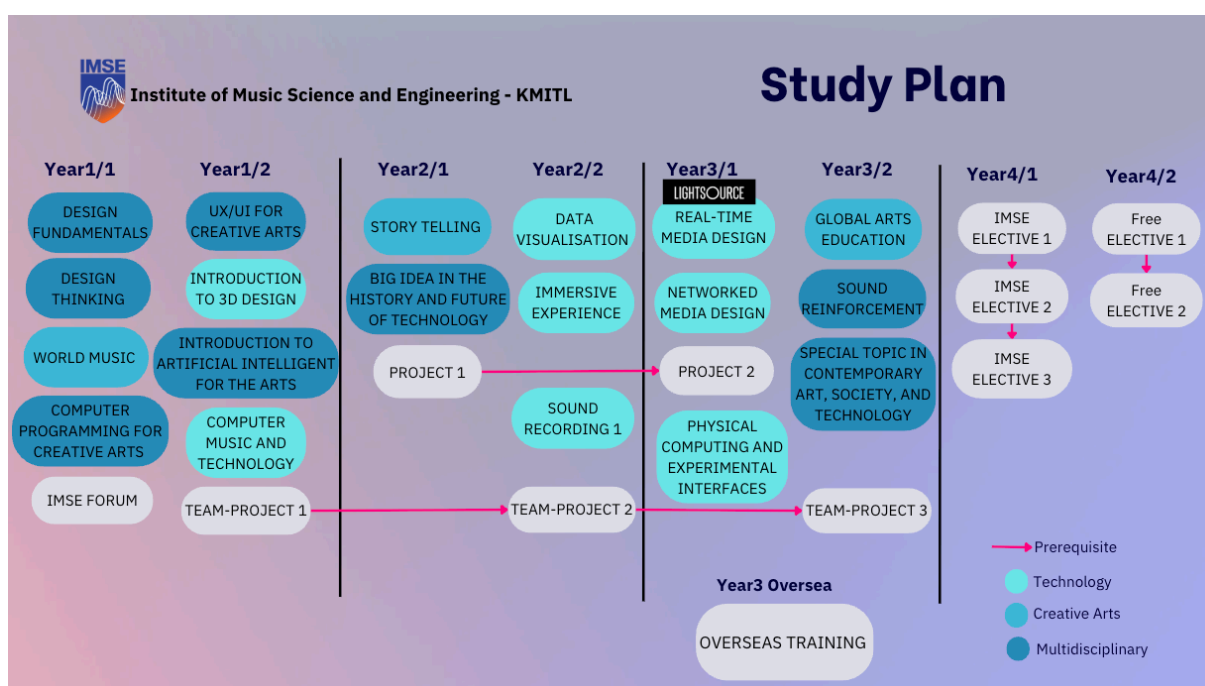 IMSE
Institute of Music Science and Engineering - KMITL
Study Plan
Year1/1
DESIGN
FUNDAMENTALS
DESIGN
THINKING
WORLD MUSIC
COMPUTER
PROGRAMMING FOR
CREATIVE ARTS
IMSE FORUM
Year1/2
UX/UI FOR
CREATIVE ARTS
INTRODUCTION
TO 3D DESIGN
INTRODUCTION TO
ARTIFICIAL INTELLIGENT
FOR THE ARTS
COMPUTER
MUSIC AND
TECHNOLOGY
TEAM-PROJECT 1
Year2/1
STORY TELLING
BIG IDEA IN THE
HISTORY AND FUTURE
OF TECHNOLOGY
PROJECT 1
Year2/2
DATA
VISUALISATION
IMMERSIVE
EXPERIENCE
SOUND
RECORDING 1
TEAM-PROJECT 2
Year3/1
LIGHTSOURCE
REAL-TIME
MEDIA DESIGN
NETWORKED
MEDIA DESIGN
PROJECT 2
PHYSICAL
COMPUTING AND
EXPERIMENTAL
INTERFACES
Year3/2
GLOBAL ARTS
EDUCATION
SOUND
REINFORCEMENT
SPECIAL TOPIC IN
CONTEMPORARY
ART, SOCIETY, AND
TECHNOLOGY
TEAM-PROJECT 3
Year3 Oversea
OVERSEAS TRAINING
Year4/1
IMSE
ELECTIVE 1
IMSE
ELECTIVE 2
IMSE
ELECTIVE 3
Year4/2
Free
ELECTIVE 1
Free
ELECTIVE 2
Prerequisite
Technology
Creative Arts
Multidisciplinary